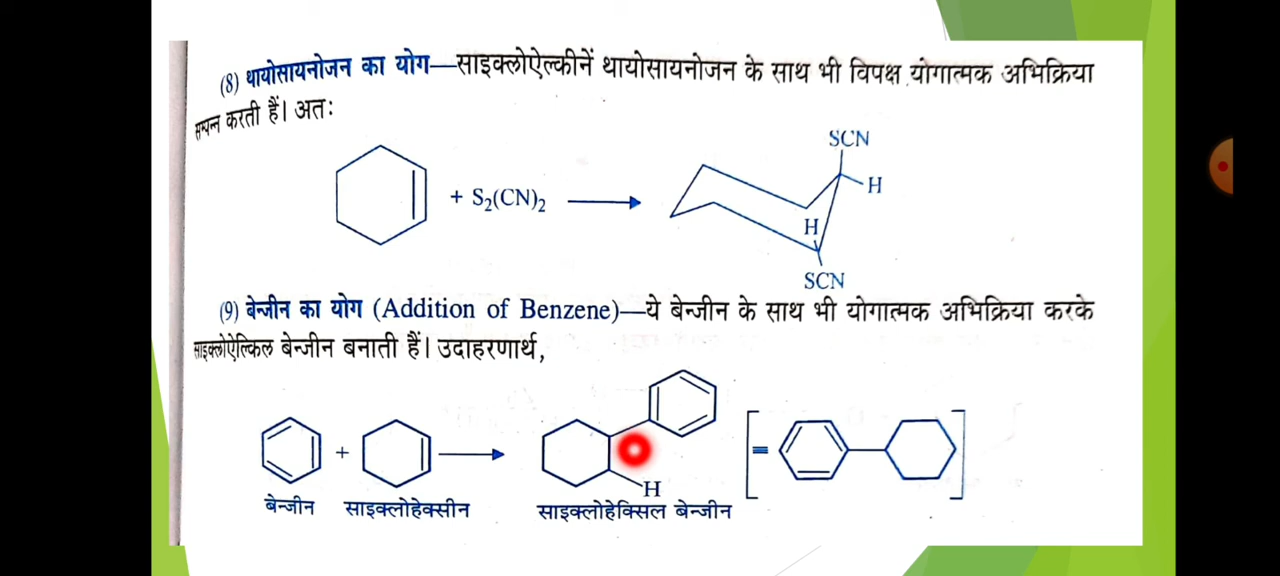 (8) थायोसायनोजन का योग—साइक्लोऐल्कीनें थायोसायनोजन के साथ भी विपक्ष योगात्मक अभिक्रिया
सम्पन्न करती हैं। अतः
SCN
H
+ S₂(CN)₂
H
SCN
(9) बेन्जीन का योग (Addition of Benzene)—ये बेन्जीन के साथ भी योगात्मक अभिक्रिया करके
साइक्लोऐल्किल बेन्जीन बनाती हैं। उदाहरणार्थ,
+
=
H
बेन्जीन साइक्लोहेक्सीन साइक्लोहेक्सिल बेन्जीन